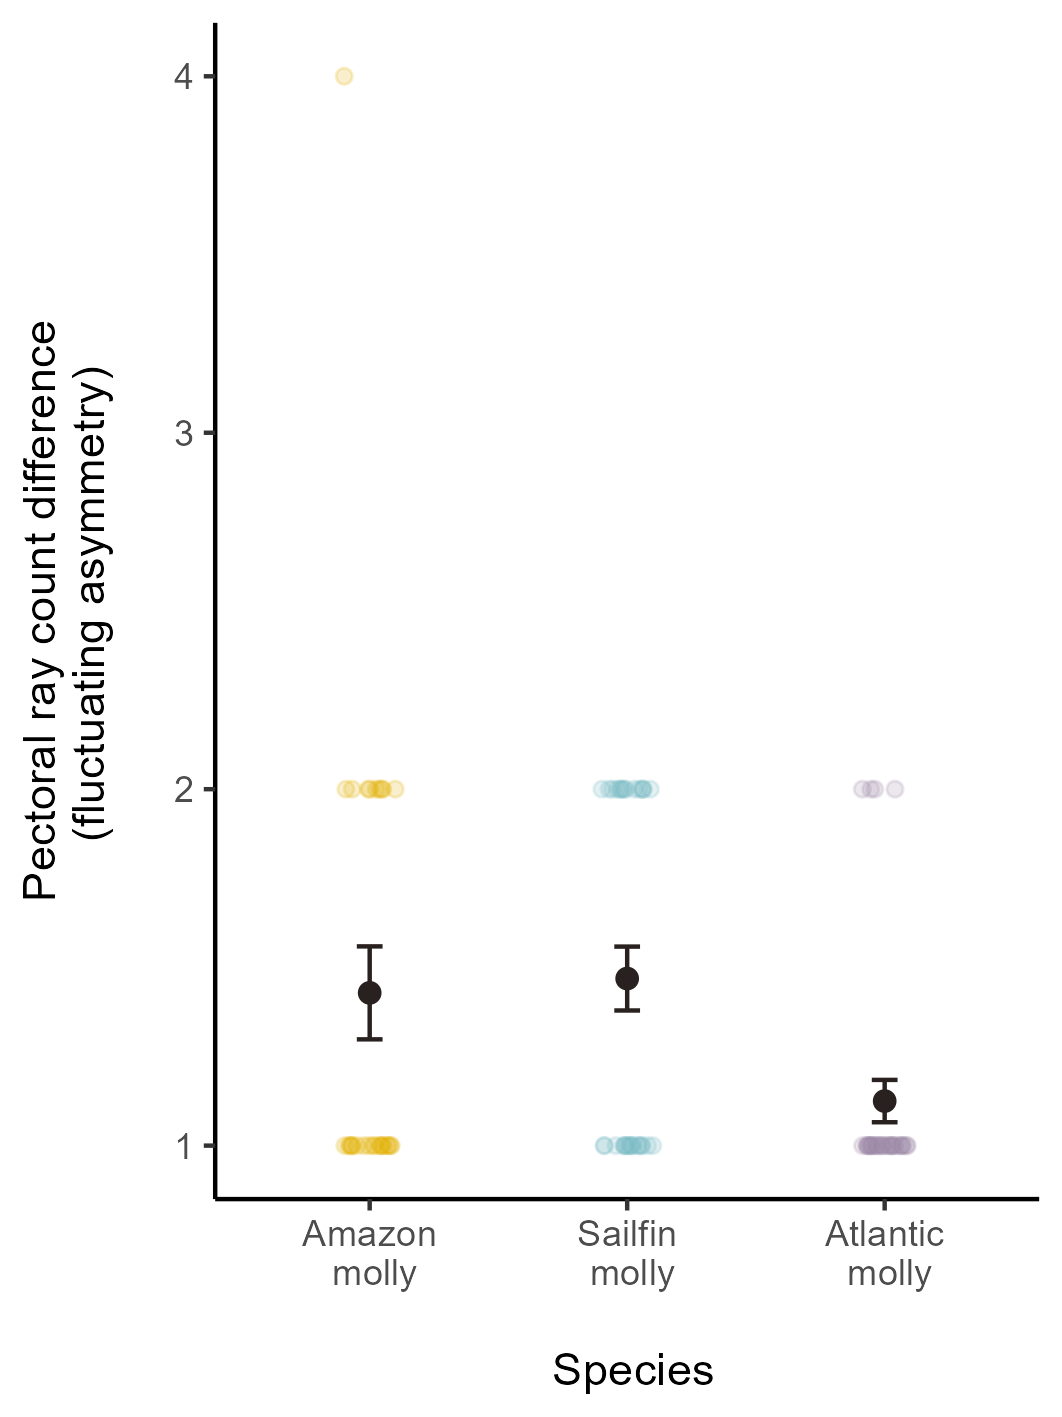 Pectoral ray count difference
(fluctuating asymmetry)
4
3
2
1
Amazon
molly
Sailfin
molly
Atlantic
molly
Species